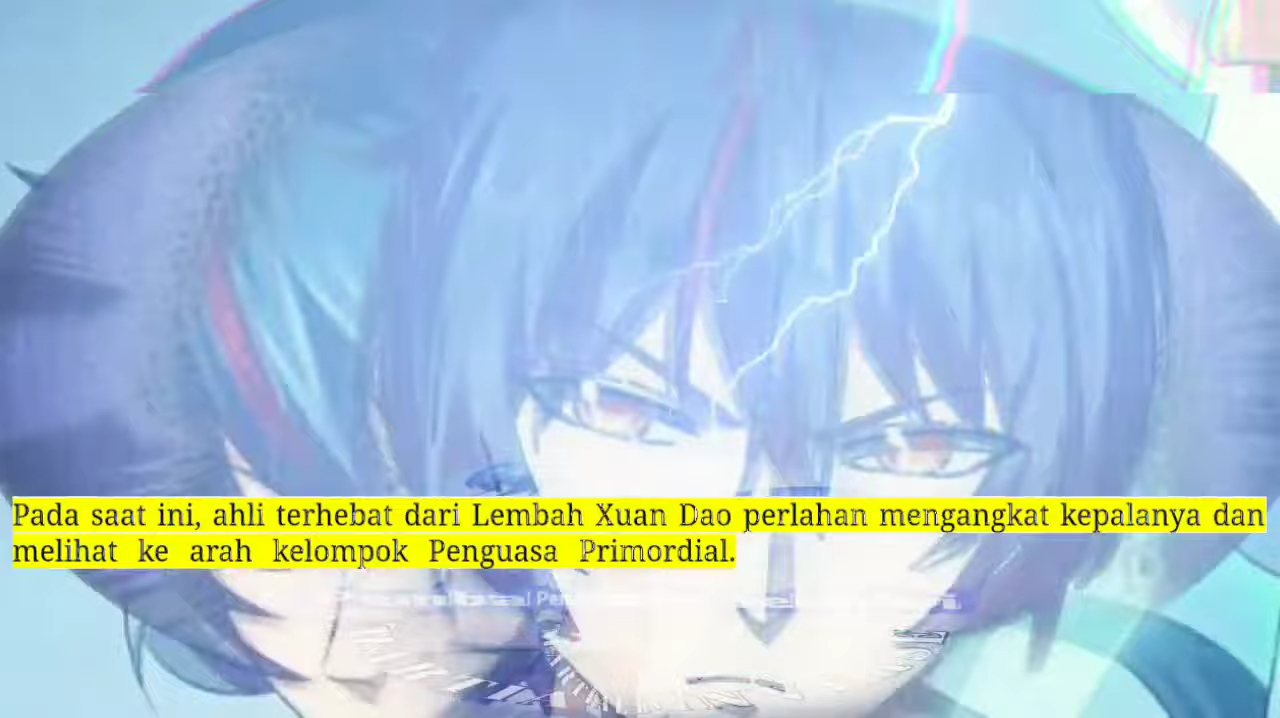 Pada saat ini, ahli terhebat dari Lembah Xuan Dao perlahan mengangkat kepalanya dan
melihat ke arah kelompok Penguasa Primordial.